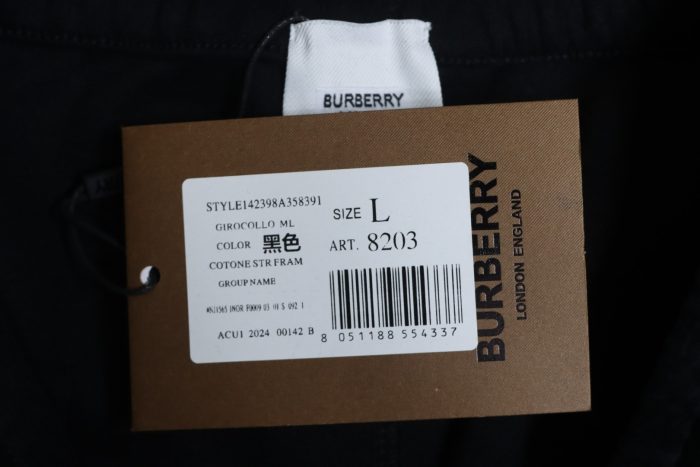 BURBERRY
STYLE142398A358391
GIROCOLLO ML
COLOR 黑色
COTONE STR FRAM
GROUP NAME
ACU1 2024 00142 B
SIZE L
ART. 8203
8 051188 554337
BURBERRY
LONDON ENGLAND